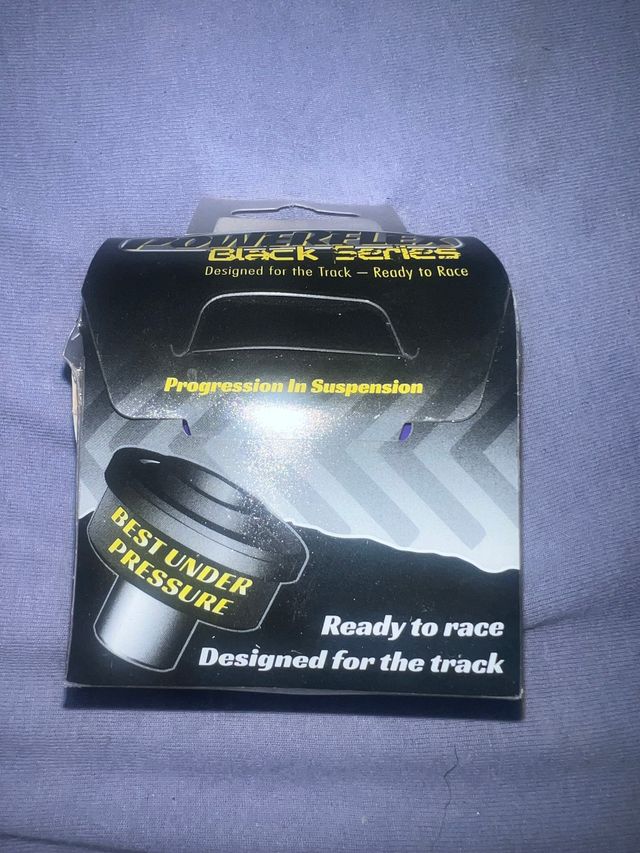 POWERFLEX
Black Series
Designed for the Track – Ready to Race
Progression In Suspension
BEST UNDER
PRESSURE
Ready to race
Designed for the track